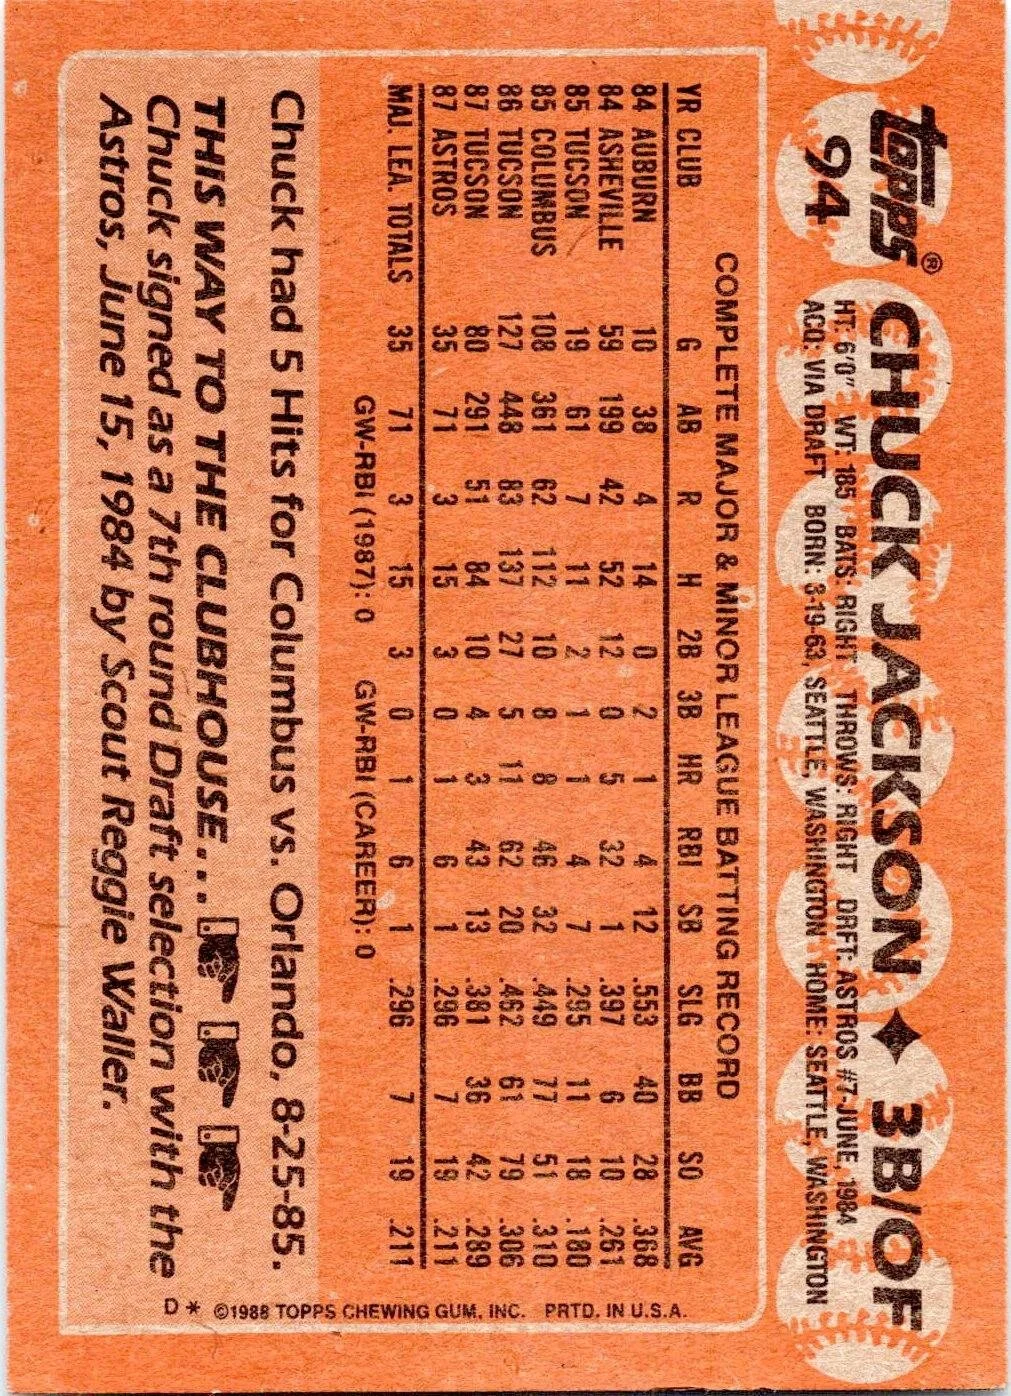 Topps®
94
CHUCK JACKSON ♦ 3B/OF
HT: 6'0" WT: 185 BATS: RIGHT THROWS: RIGHT DRFT: ASTROS #7-JUNE, 1984
ACQ: VIA DRAFT BORN: 3-19-63, SEATTLE, WASHINGTON HOME: SEATTLE, WASHINGTON
COMPLETE MAJOR & MINOR LEAGUE BATTING RECORD
YR CLUB G AB R H 2B 3B HR RBI SB SLG BB SO AVG
84 AUBURN 10 38 4 14 0 2 1 4 12 .553 40 28 .368
84 ASHEVILLE 59 199 42 52 12 0 5 32 1 .397 6 10 .261
85 TUCSON 19 61 7 11 2 1 1 4 7 .295 11 18 .180
85 COLUMBUS 108 361 62 112 10 8 8 46 32 .449 77 51 .310
86 TUCSON 127 448 83 137 27 5 11 62 20 .462 61 79 .306
87 TUCSON 80 291 51 84 10 4 3 43 13 .381 36 42 .289
87 ASTROS 35 71 3 15 3 0 1 6 1 .296 7 19 .211
MAJ. LEA. TOTALS 35 71 3 15 3 0 1 6 1 .296 7 19 .211
GW-RBI (1987): 0 GW-RBI (CAREER): 0
Chuck had 5 Hits for Columbus vs. Orlando, 8-25-85.
THIS WAY TO THE CLUBHOUSE...
Chuck signed as a 7th round Draft selection with the
Astros, June 15, 1984 by Scout Reggie Waller.
D* ©1988 TOPPS CHEWING GUM, INC. PRTD. IN U.S.A.